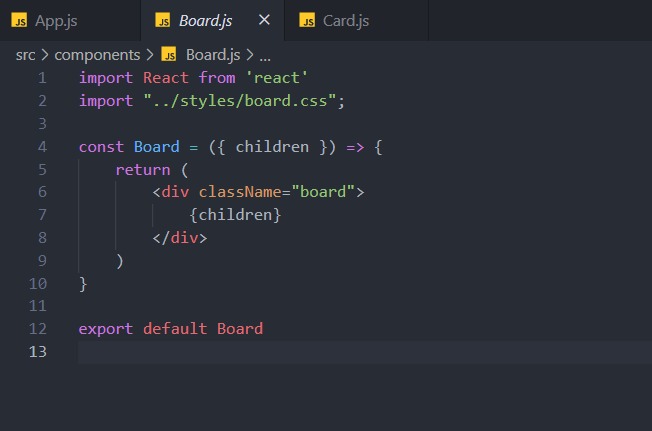 JS App.js JS Board.js × JS Card.js
src > components > JS Board.js > ...
1 import React from 'react'
2 import "../styles/board.css";
3
4 const Board = ({ children }) => {
5     return (
6         <div className="board">
7             {children}
8         </div>
9     )
10 }
11
12 export default Board
13